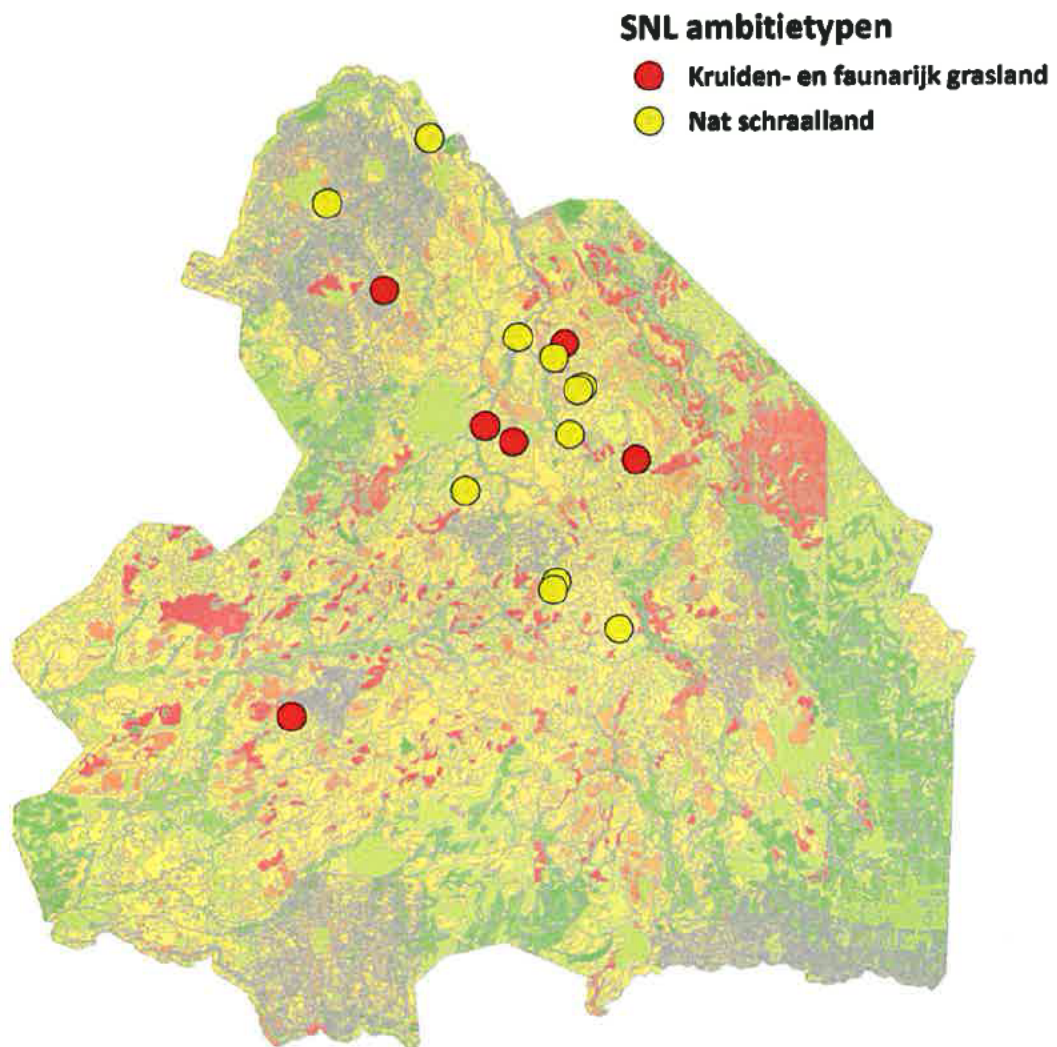 SNL ambitietypen
Kruiden- en faunarijk grasland
Nat schraalland